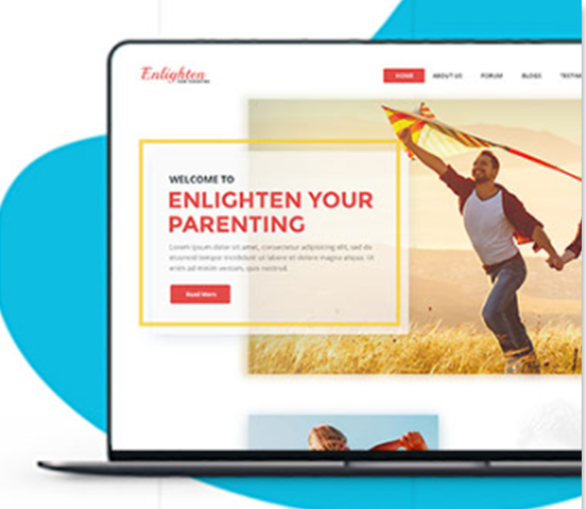 Enlighten
HOME
ABOUT US
FORUM
BLOGS
WELCOME TO
ENLIGHTEN YOUR
PARENTING
Lorem ipsum dolor sit amet, consectetur adipiscing elit, sed do
eiusmod tempor incididunt ut labore et dolore magna aliqua. Ut
enim ad minim veniam, quis nostrud.
Read More